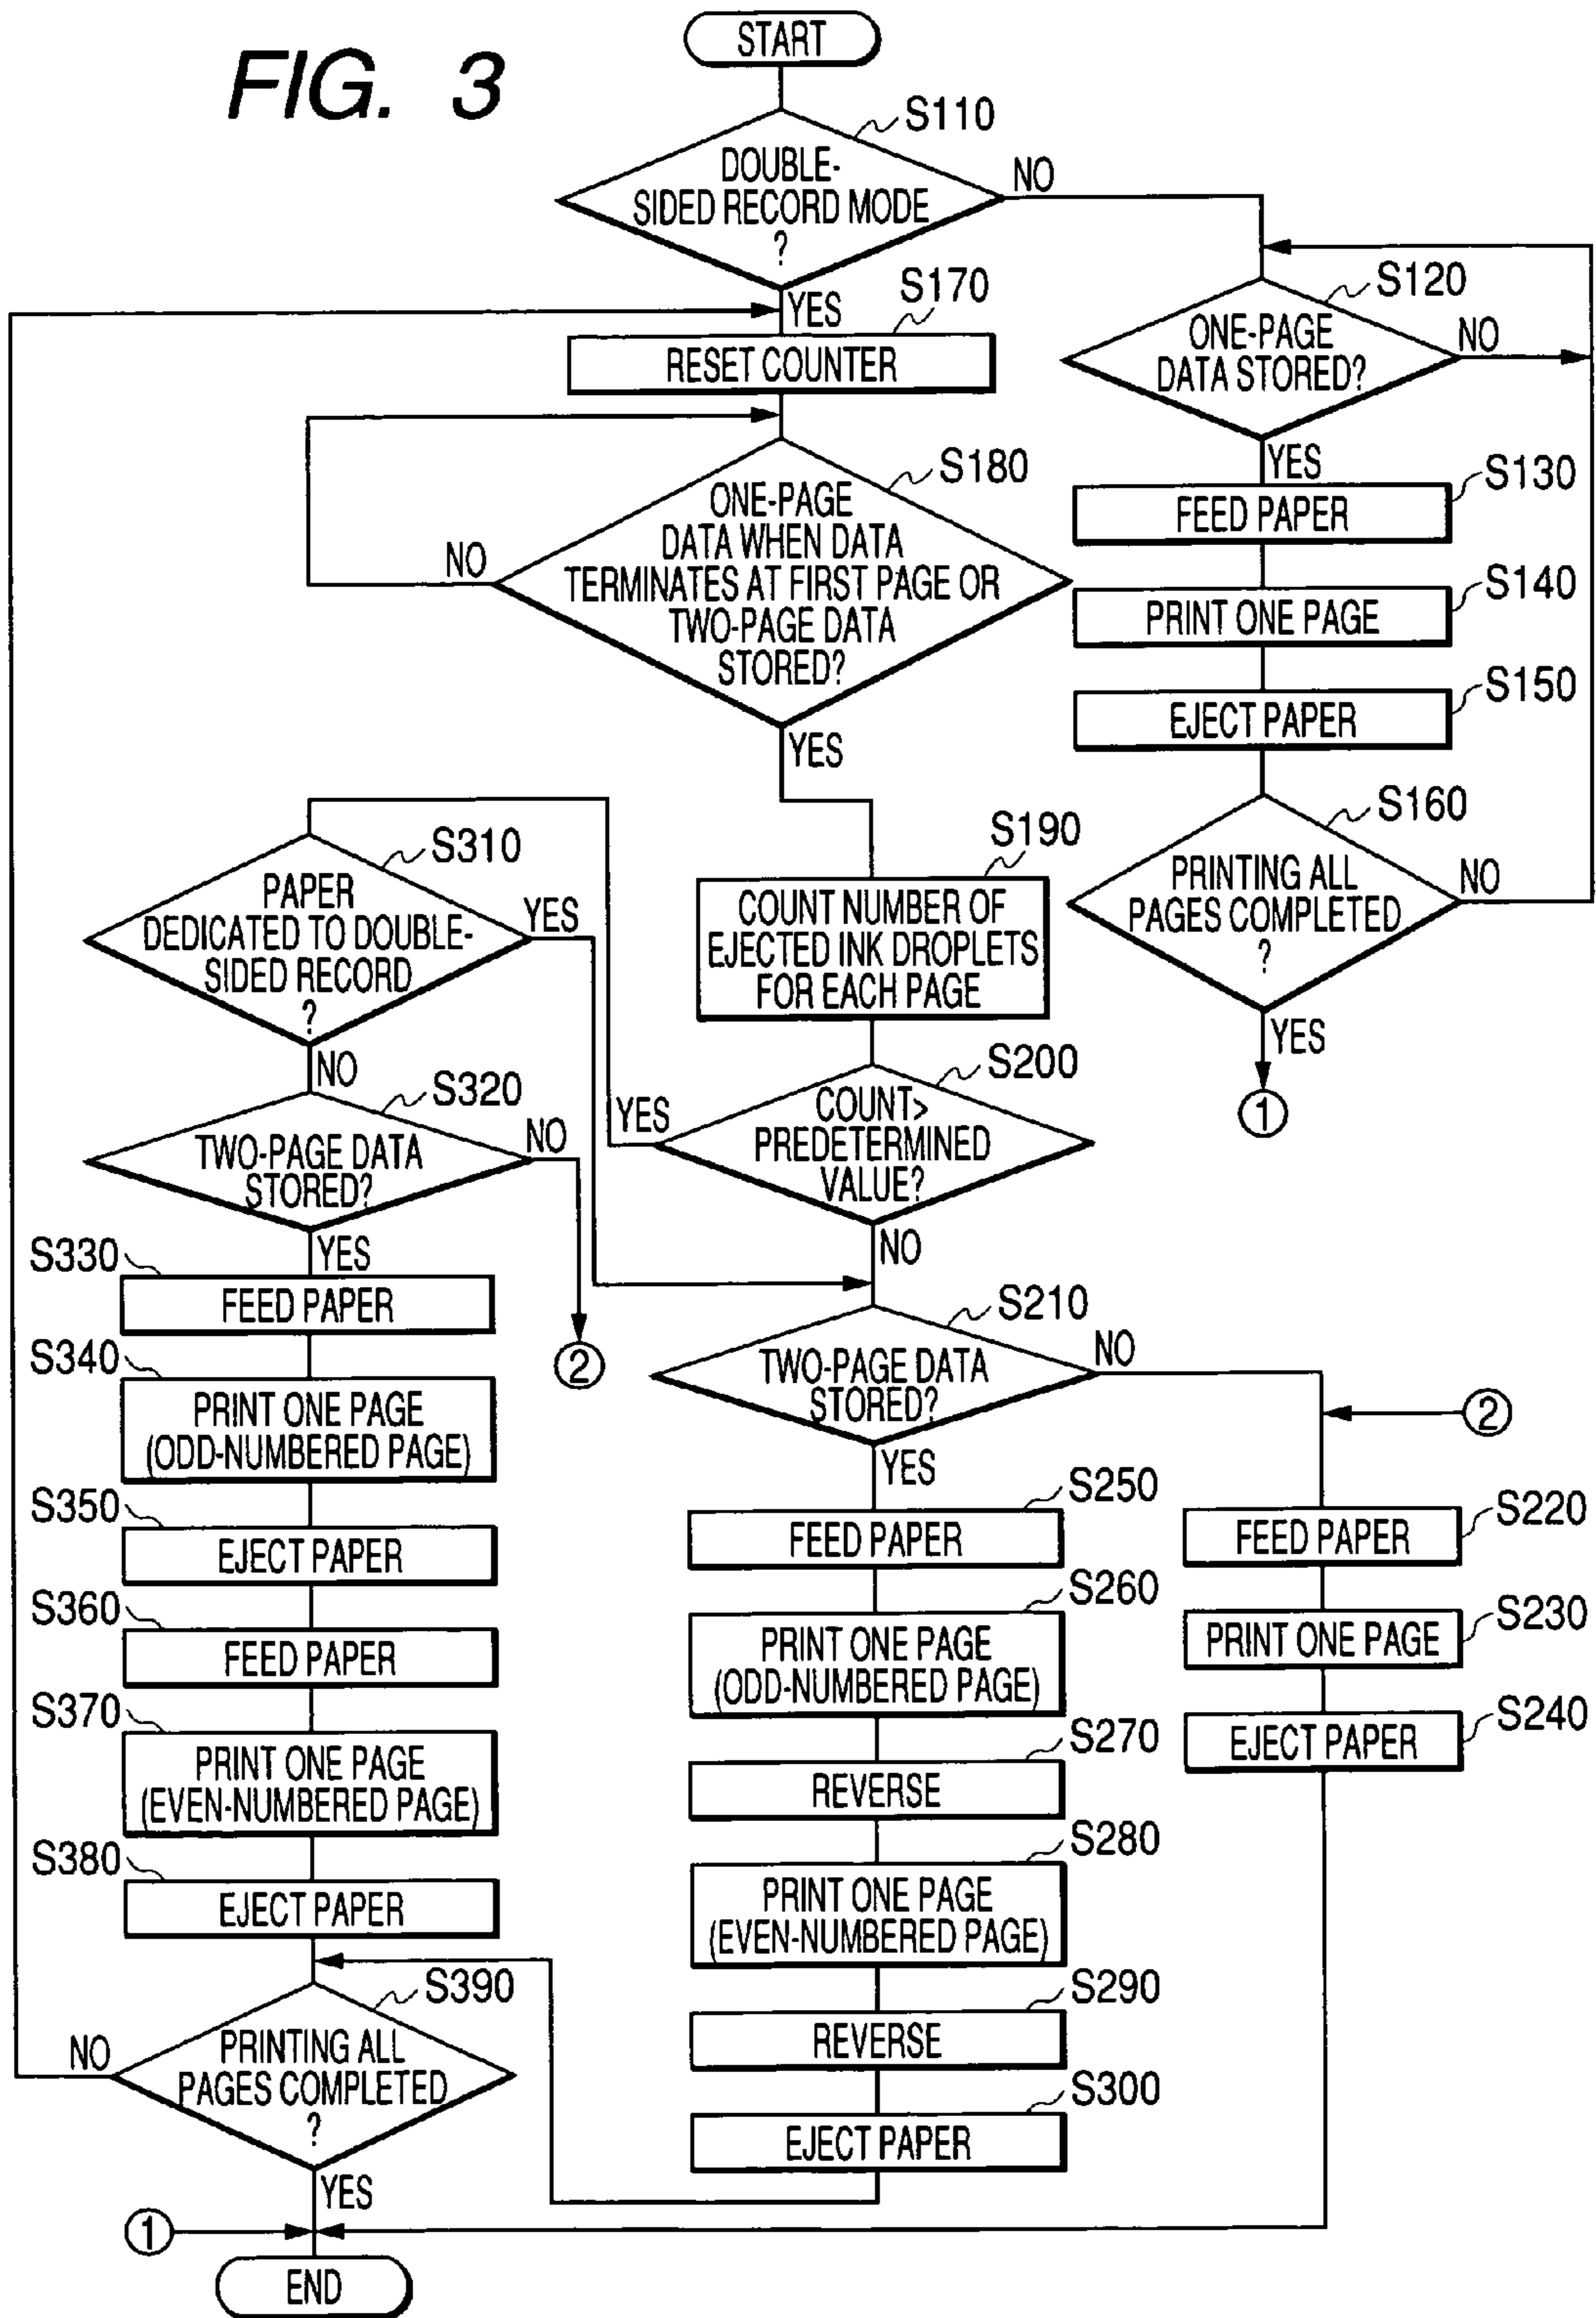 FIG. 3
START
S110
DOUBLE-
SIDED RECORD MODE
?
NO
YES
S170
RESET COUNTER
S120
ONE-PAGE
DATA STORED?
NO
YES
S130
FEED PAPER
S140
PRINT ONE PAGE
S150
EJECT PAPER
S160
PRINTING ALL
PAGES COMPLETED
?
NO
YES
1
S180
ONE-PAGE
DATA WHEN DATA
TERMINATES AT FIRST PAGE OR
TWO-PAGE DATA
STORED?
NO
YES
S190
COUNT NUMBER OF
EJECTED INK DROPLETS
FOR EACH PAGE
S200
COUNT>
PREDETERMINED
VALUE?
YES
NO
S310
PAPER
DEDICATED TO DOUBLE-
SIDED RECORD
?
YES
NO
S320
TWO-PAGE DATA
STORED?
NO
2
YES
S330
FEED PAPER
S340
PRINT ONE PAGE
(ODD-NUMBERED PAGE)
S350
EJECT PAPER
S360
FEED PAPER
S370
PRINT ONE PAGE
(EVEN-NUMBERED PAGE)
S380
EJECT PAPER
S390
PRINTING ALL
PAGES COMPLETED
?
NO
YES
1
END
S210
TWO-PAGE DATA
STORED?
NO
YES
2
S250
FEED PAPER
S260
PRINT ONE PAGE
(ODD-NUMBERED PAGE)
S270
REVERSE
S280
PRINT ONE PAGE
(EVEN-NUMBERED PAGE)
S290
REVERSE
S300
EJECT PAPER
S220
FEED PAPER
S230
PRINT ONE PAGE
S240
EJECT PAPER